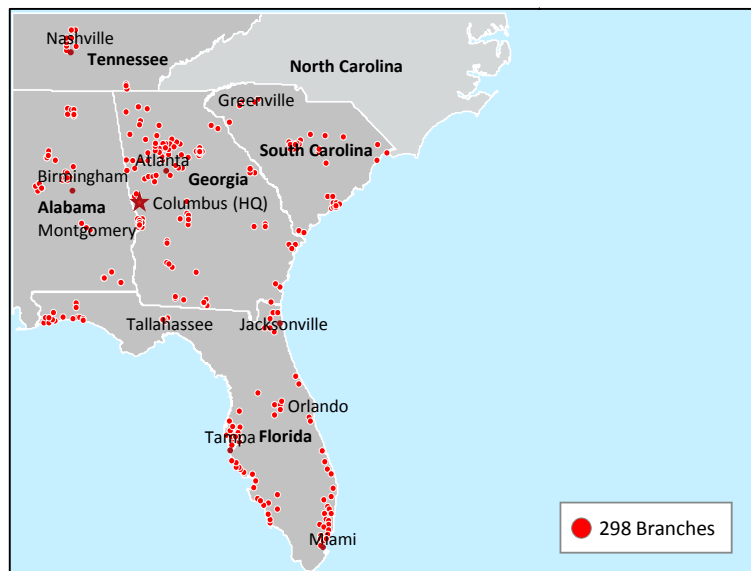 Nashville
Tennessee
North Carolina
Greenville
South Carolina
Atlanta
Birmingham
Georgia
Alabama
Columbus (HQ)
Montgomery
Tallahassee
Jacksonville
Orlando
Tampa
Florida
Miami
298 Branches